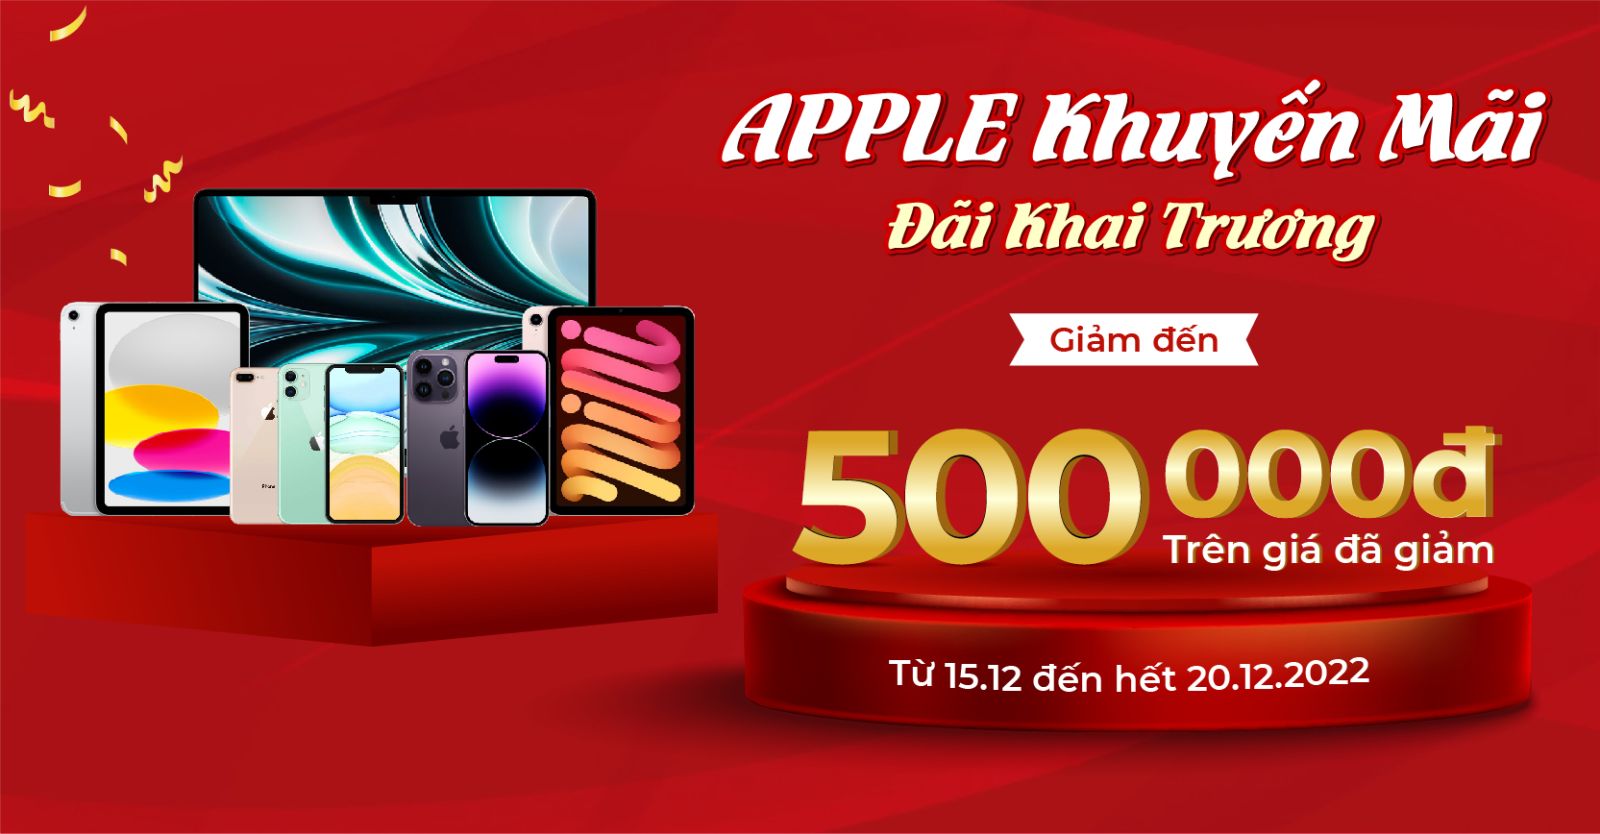 APPLE Khuyến Mãi
Đãi Khai Trương
Giảm đến
500 000đ
Trên giá đã giảm
Từ 15.12 đến hết 20.12.2022
iPhone